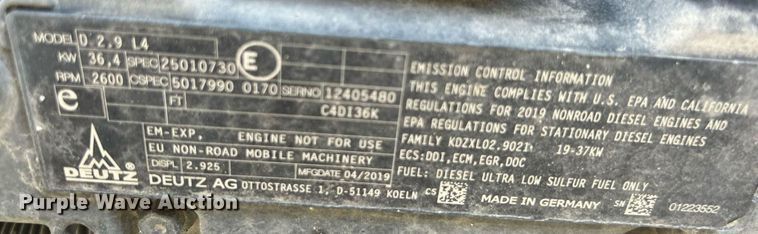 MODEL D 2.9 L4
KW 36,4 SPEC 25010730 E
RPM 2600 CSPEC 5017990 0170 SERNO 12405480
e FT C4DI36K
EM-EXP, ENGINE NOT FOR USE
EU NON-ROAD MOBILE MACHINERY
DISPL 2.925 MFGDATE 04/2019
DEUTZ
DEUTZ AG OTTOSTRASSE 1, D-51149 KOELN CS
EMISSION CONTROL INFORMATION
THIS ENGINE COMPLIES WITH U.S. EPA AND CALIFORNIA
REGULATIONS FOR 2019 NONROAD DIESEL ENGINES AND
EPA REGULATIONS FOR STATIONARY DIESEL ENGINES
FAMILY KDZXL02.9021 19-37KW
ECS:DDI,ECM,EGR,DOC
FUEL: DIESEL ULTRA LOW SULFUR FUEL ONLY
MADE IN GERMANY SN 01223552
Purple Wave Auction